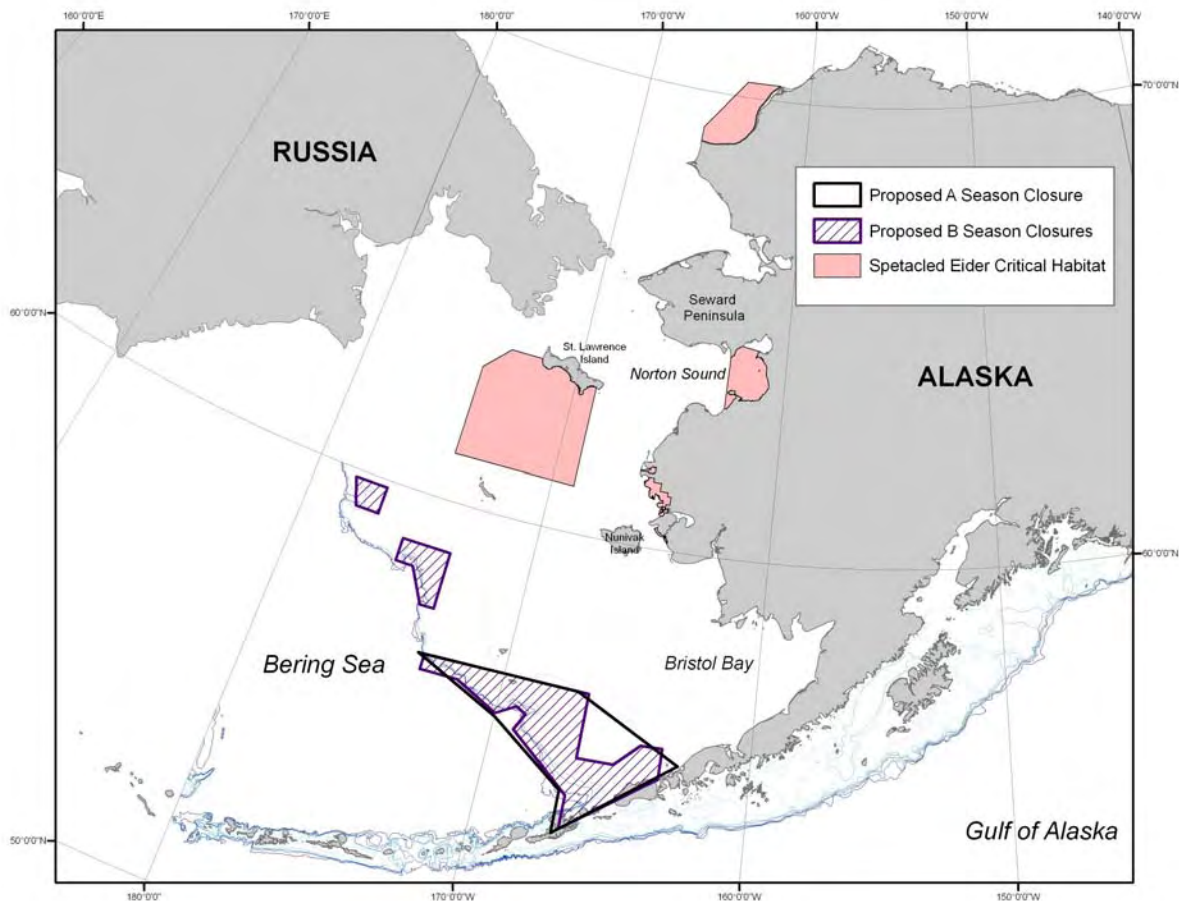 160°0'0"E
170°0'0"E
180°0'0"
170°0'0"W
160°0'0"W
150°0'0"W
140°0'0"W
70°0'0"N
RUSSIA
Proposed A Season Closure
Proposed B Season Closures
Spetacled Eider Critical Habitat
Seward
Peninsula
60°0'0"N
St. Lawrence
Island
Norton Sound
ALASKA
Nunivak
Island
60°0'0"N
Bering Sea
Bristol Bay
Gulf of Alaska
50°0'0"N
180°0'0"
170°0'0"W
160°0'0"W
150°0'0"W